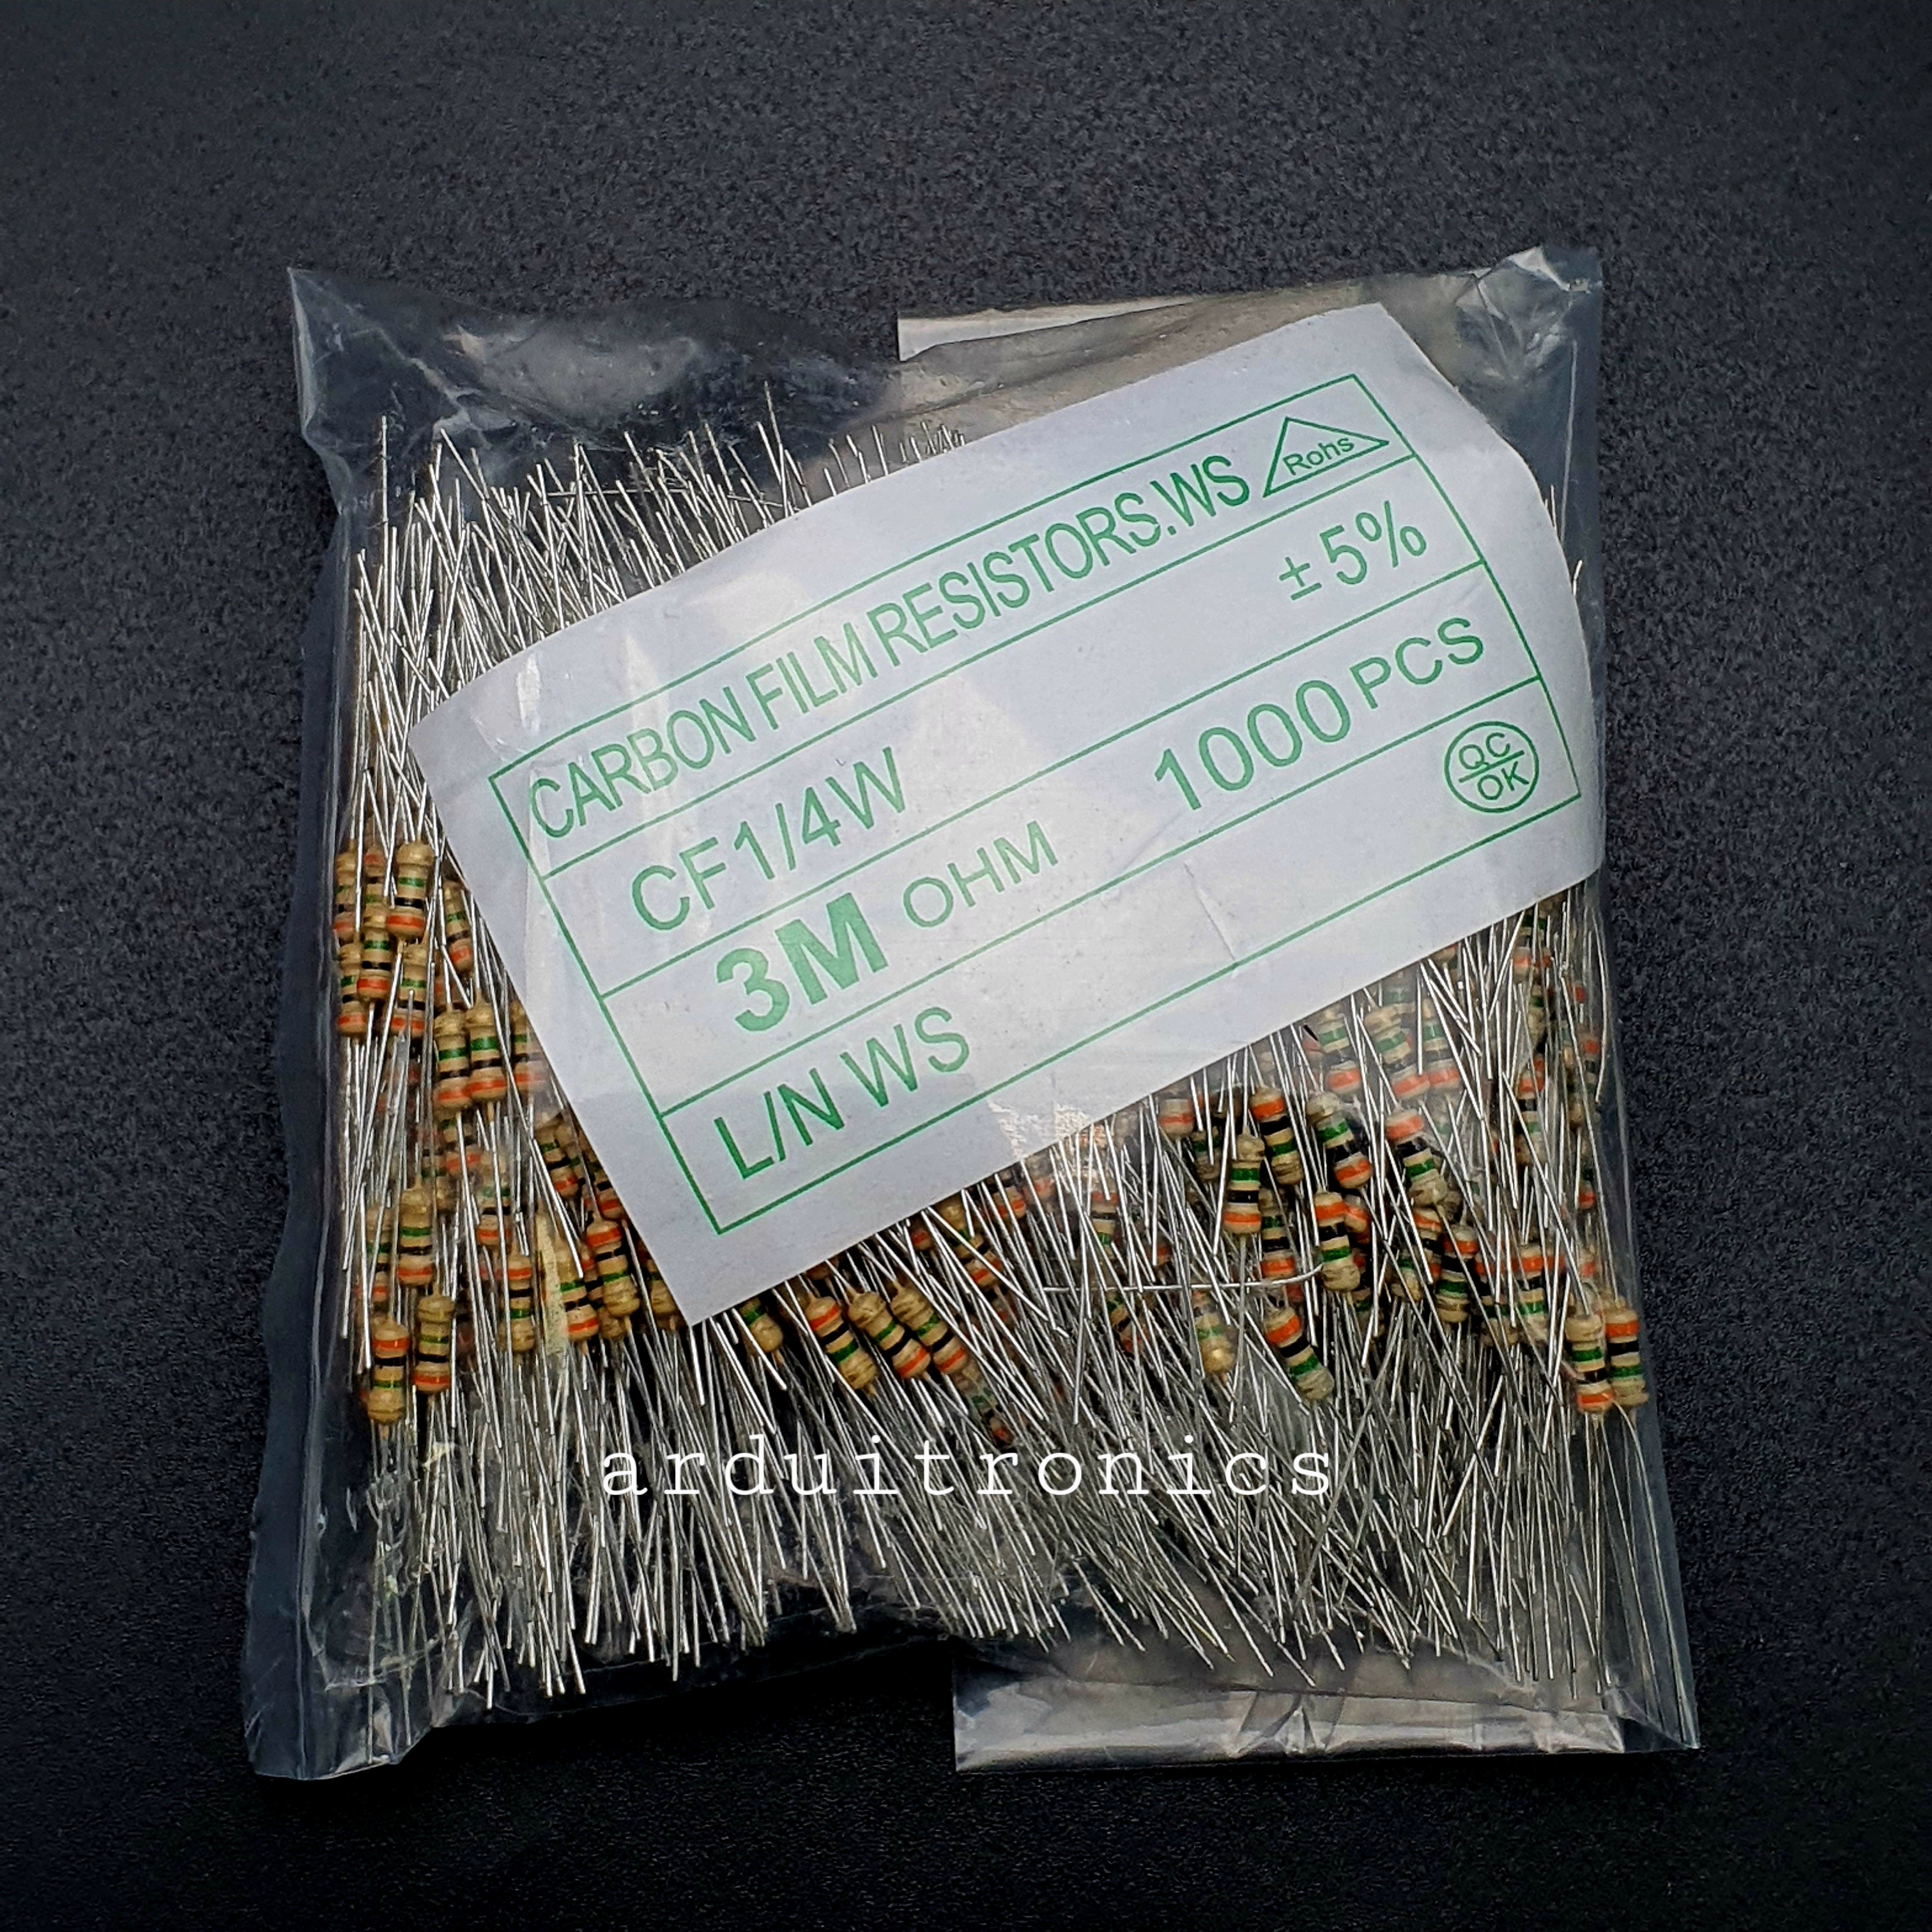 CARBON FILM RESISTORS.WS Rohs
CF1/4W ±5%
3M OHM 1000 PCS
L/N WS QC OK
arduitronics